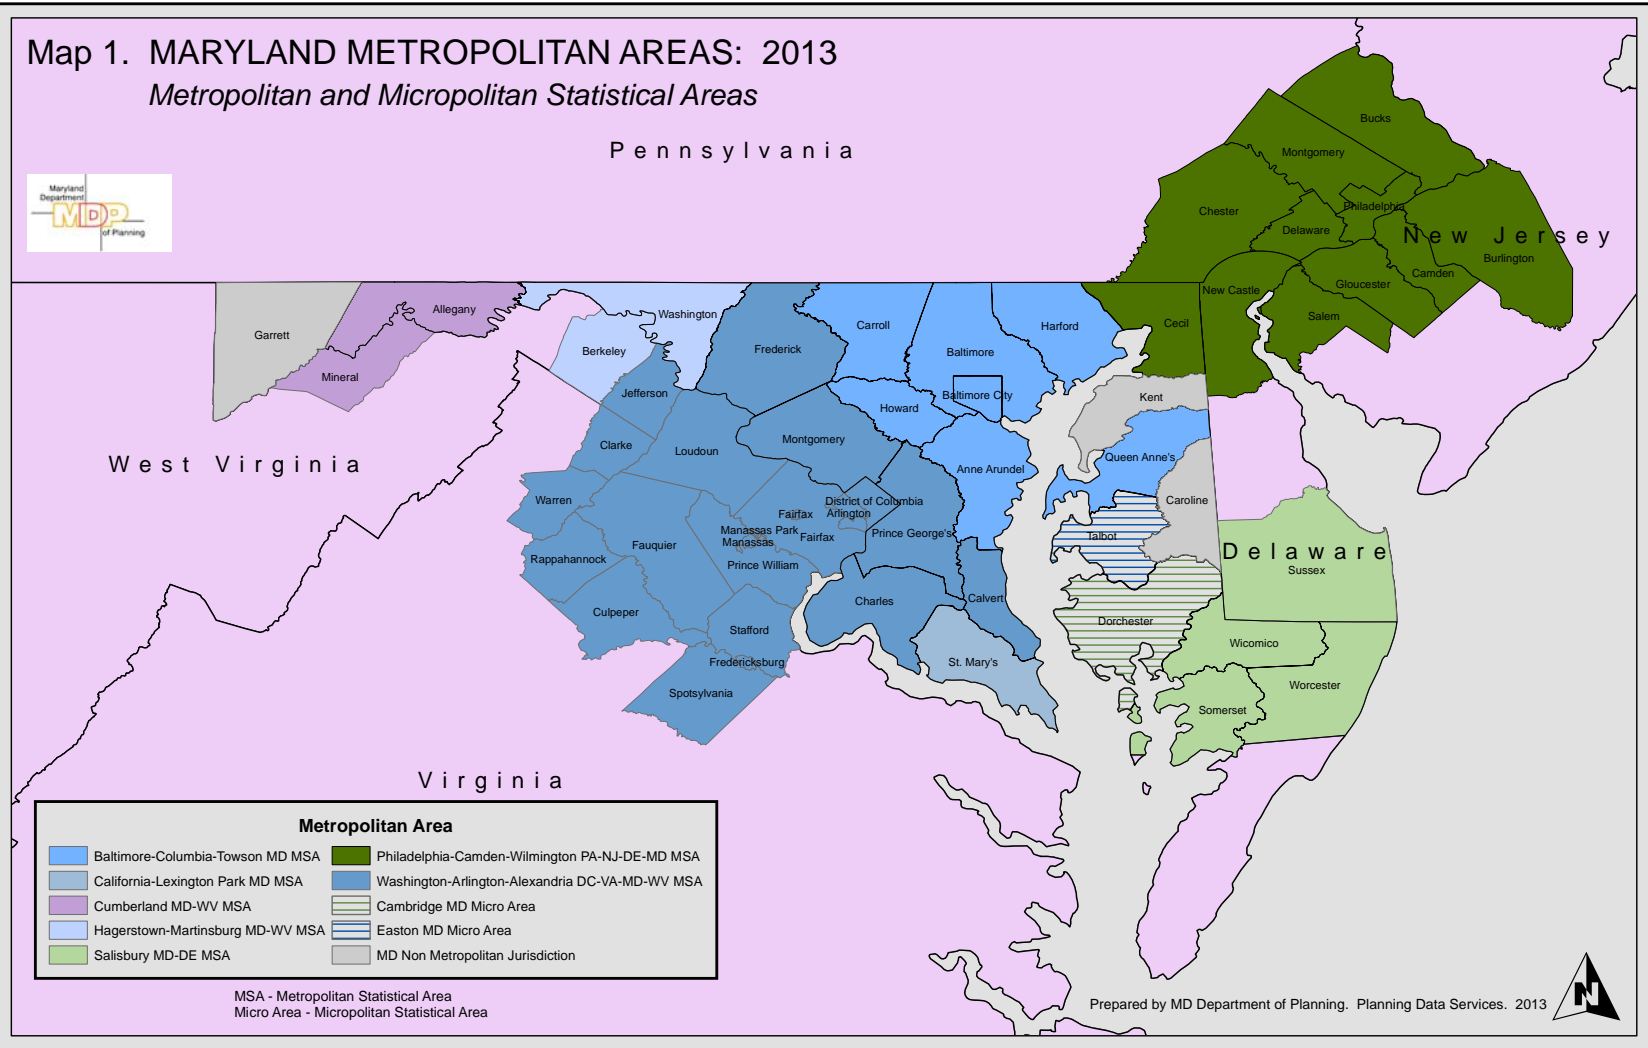 Map 1. MARYLAND METROPOLITAN AREAS: 2013
Metropolitan and Micropolitan Statistical Areas
Pennsylvania
Maryland
Department
MDP
of Planning
Bucks
Montgomery
Chester
Philadelphia
Delaware
New Jersey
Burlington
Camden
Gloucester
New Castle
Salem
Cecil
Garrett
Allegany
Mineral
Washington
Berkeley
Frederick
Carroll
Baltimore
Harford
Baltimore City
Howard
Kent
Jefferson
Clarke
Loudoun
Montgomery
Anne Arundel
Queen Anne's
West Virginia
Warren
District of Columbia
Arlington
Fairfax
Caroline
Manassas Park
Manassas
Fairfax
Prince George's
Talbot
Fauquier
Rappahannock
Prince William
Delaware
Sussex
Culpeper
Charles
Calvert
Stafford
Dorchester
Wicomico
Fredericksburg
St. Mary's
Spotsylvania
Worcester
Somerset
Virginia
Metropolitan Area
Baltimore-Columbia-Towson MD MSA
California-Lexington Park MD MSA
Cumberland MD-WV MSA
Hagerstown-Martinsburg MD-WV MSA
Salisbury MD-DE MSA
Philadelphia-Camden-Wilmington PA-NJ-DE-MD MSA
Washington-Arlington-Alexandria DC-VA-MD-WV MSA
Cambridge MD Micro Area
Easton MD Micro Area
MD Non Metropolitan Jurisdiction
MSA - Metropolitan Statistical Area
Micro Area - Micropolitan Statistical Area
Prepared by MD Department of Planning. Planning Data Services. 2013
N